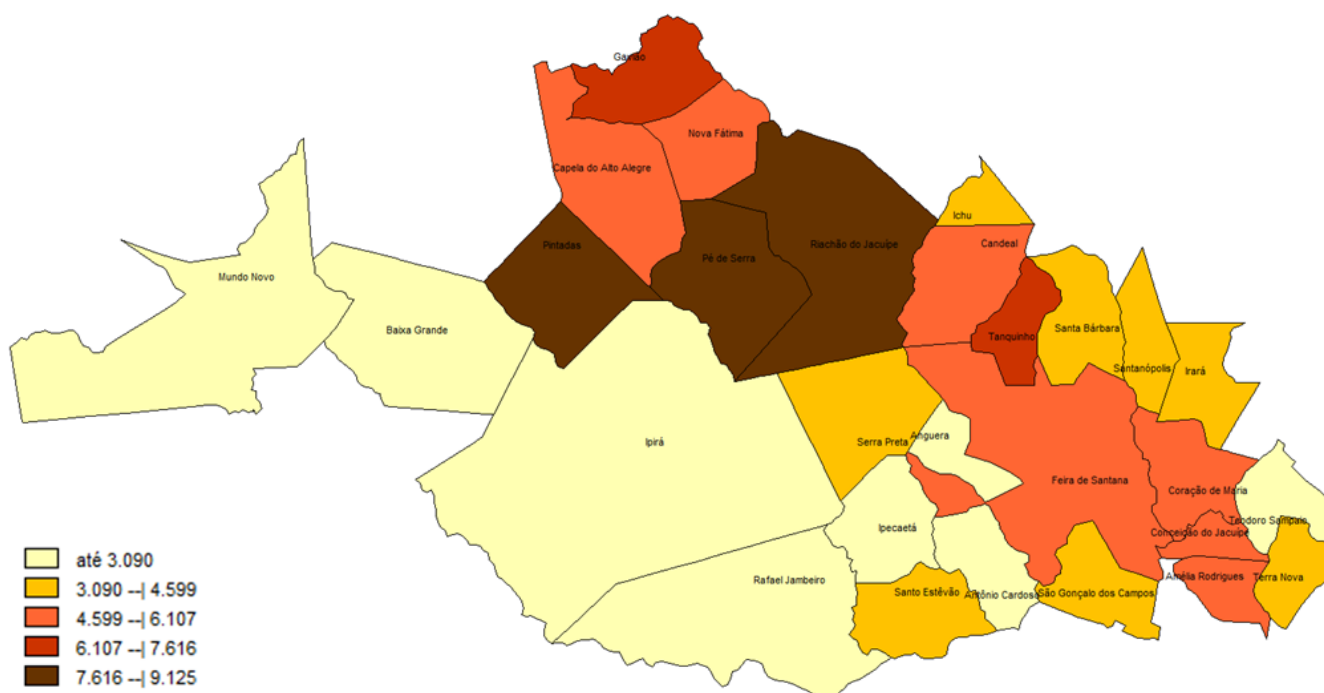 Gavião
Nova Fátima
Capela do Alto Alegre
Ichu
Pintadas
Riachão do Jacuípe
Candeal
Pé de Serra
Mundo Novo
Baixa Grande
Tanquinho
Santa Bárbara
Santanópolis
Irará
Ipirá
Serra Preta
Anguera
Feira de Santana
Coração de Maria
Teodoro Sampaio
Ipecaetá
Conceição do Jacuípe
Rafael Jambeiro
Amélia Rodrigues
Terra Nova
Santo Estêvão
Antônio Cardoso
São Gonçalo dos Campos
até 3.090
3.090 --| 4.599
4.599 --| 6.107
6.107 --| 7.616
7.616 --| 9.125